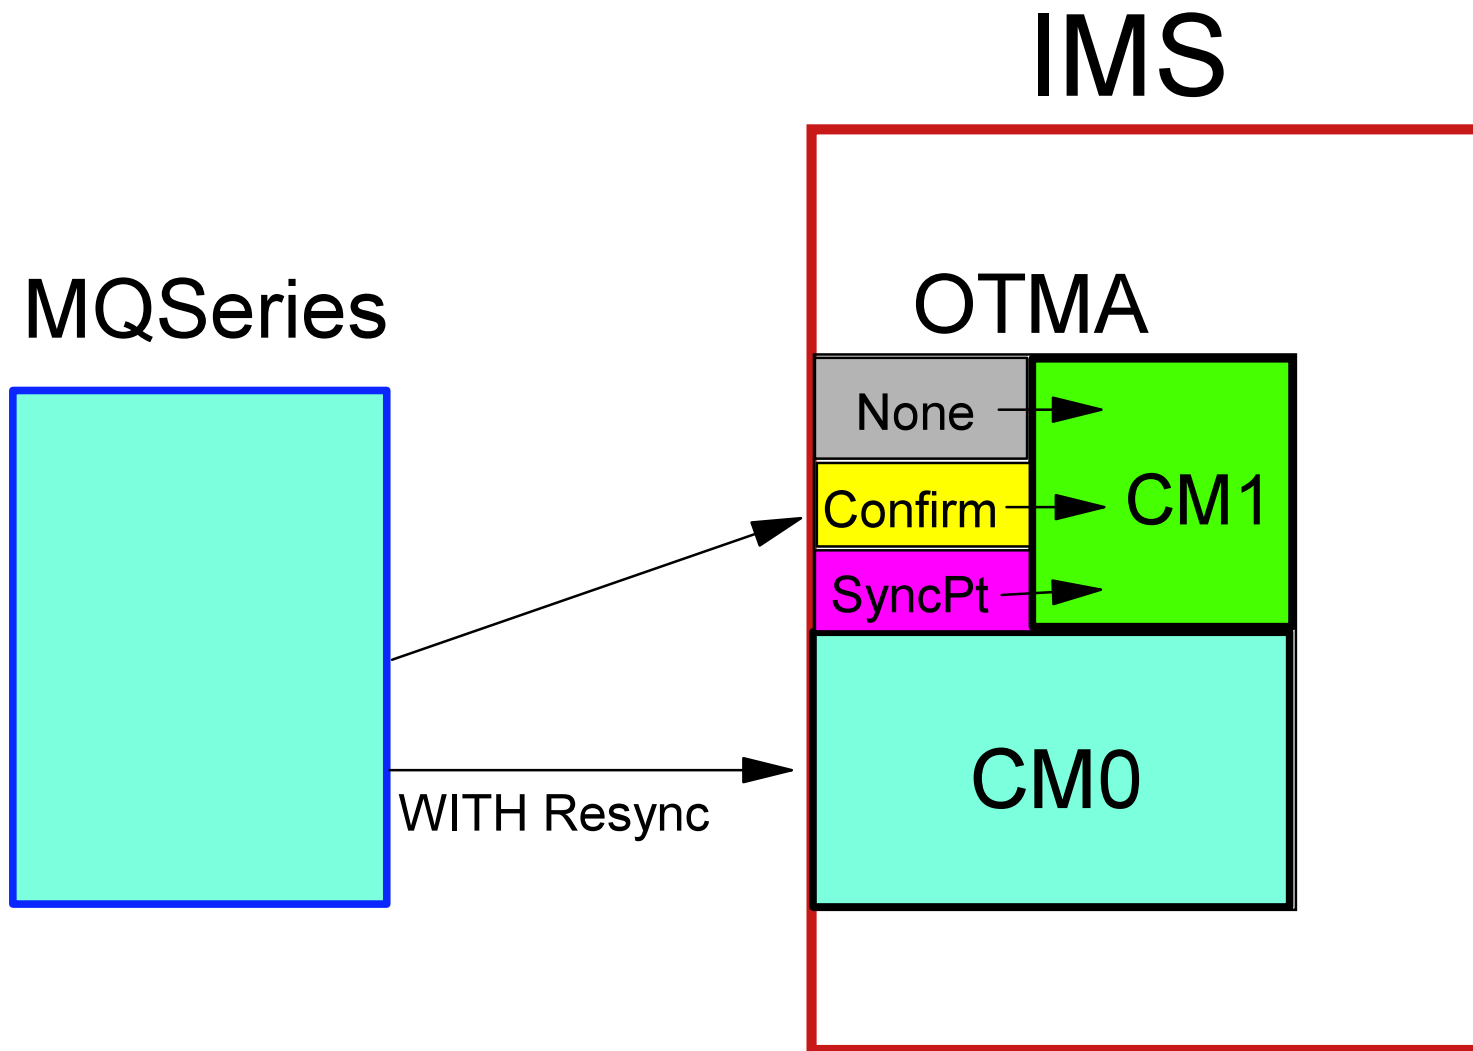 IMS
MQSeries
OTMA
None
Confirm
CM1
SyncPt
CM0
WITH Resync